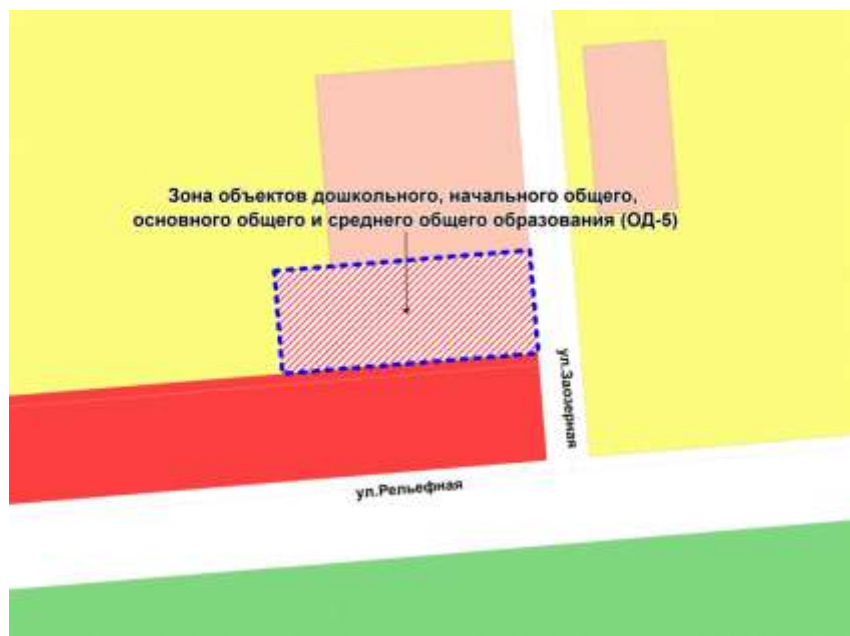 Зона объектов дошкольного, начального общего,
основного общего и среднего общего образования (ОД-5)
ул.Заозерная
ул.Рельефная